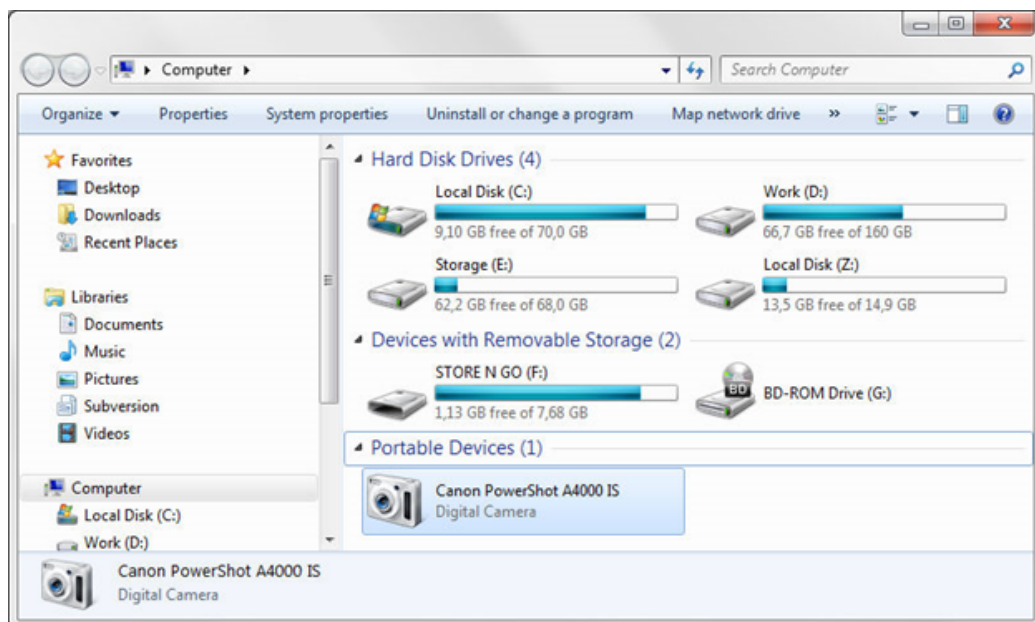 Computer
Search Computer
Organize
Properties
System properties
Uninstall or change a program
Map network drive
»
Favorites
Desktop
Downloads
Recent Places
Libraries
Documents
Music
Pictures
Subversion
Videos
Computer
Local Disk (C:)
Work (D:)
Hard Disk Drives (4)
Local Disk (C:)
9,10 GB free of 70,0 GB
Work (D:)
66,7 GB free of 160 GB
Storage (E:)
62,2 GB free of 68,0 GB
Local Disk (Z:)
13,5 GB free of 14,9 GB
Devices with Removable Storage (2)
STORE N GO (F:)
1,13 GB free of 7,68 GB
BD
BD-ROM Drive (G:)
Portable Devices (1)
Canon PowerShot A4000 IS
Digital Camera
Canon PowerShot A4000 IS
Digital Camera